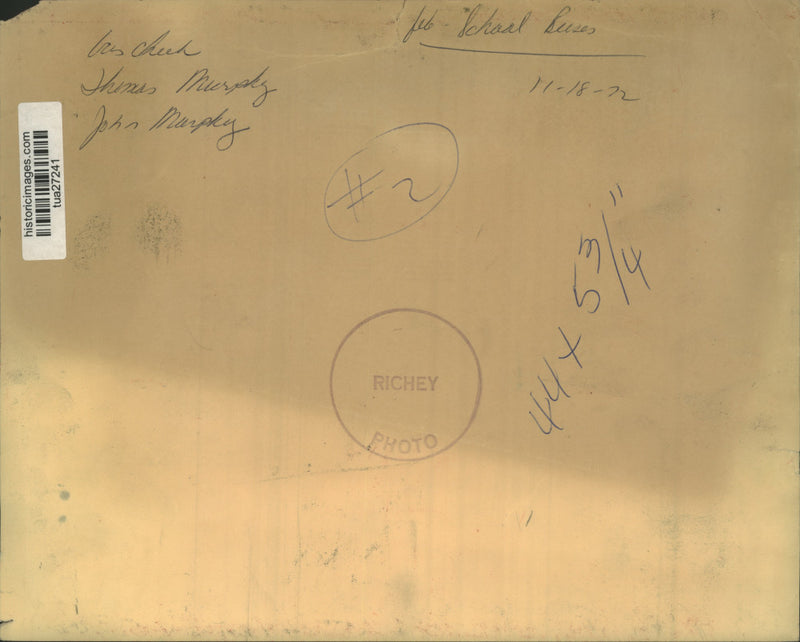 School Buses
bus check
Thomas Murphy
John Murphy
11-18-72
# 2
historicimages.com
tua27241
44 x 5 3/4"
RICHEY
PHOTO